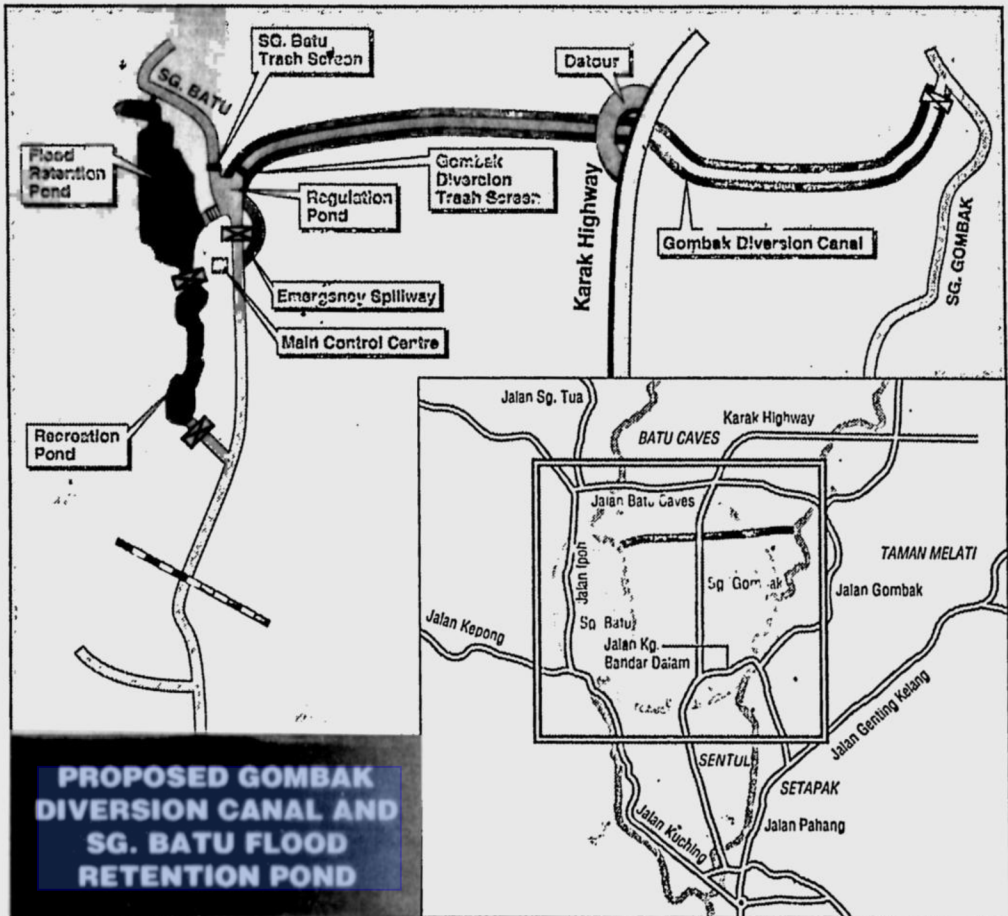 SG. Batu
Trash Screen
SG. BATU
Datour
Flood
Retention
Pond
Gombak
Diversion
Trash Screen
Regulation
Pond
Karak Highway
Gombak Diversion Canal
SG. GOMBAK
Emergency Spillway
Main Control Centre
Recreation
Pond
Jalan Sg. Tua
Karak Highway
BATU CAVES
Jalan Batu Caves
TAMAN MELATI
Jalan Ipoh
Sg. Gombak
Jalan Gombak
Sg. Batu
Jalan Kepong
Jalan Kg.
Bandar Dalam
Jalan Genting Kelang
SENTUL
SETAPAK
Jalan Kuching
Jalan Pahang
PROPOSED GOMBAK
DIVERSION CANAL AND
SG. BATU FLOOD
RETENTION POND